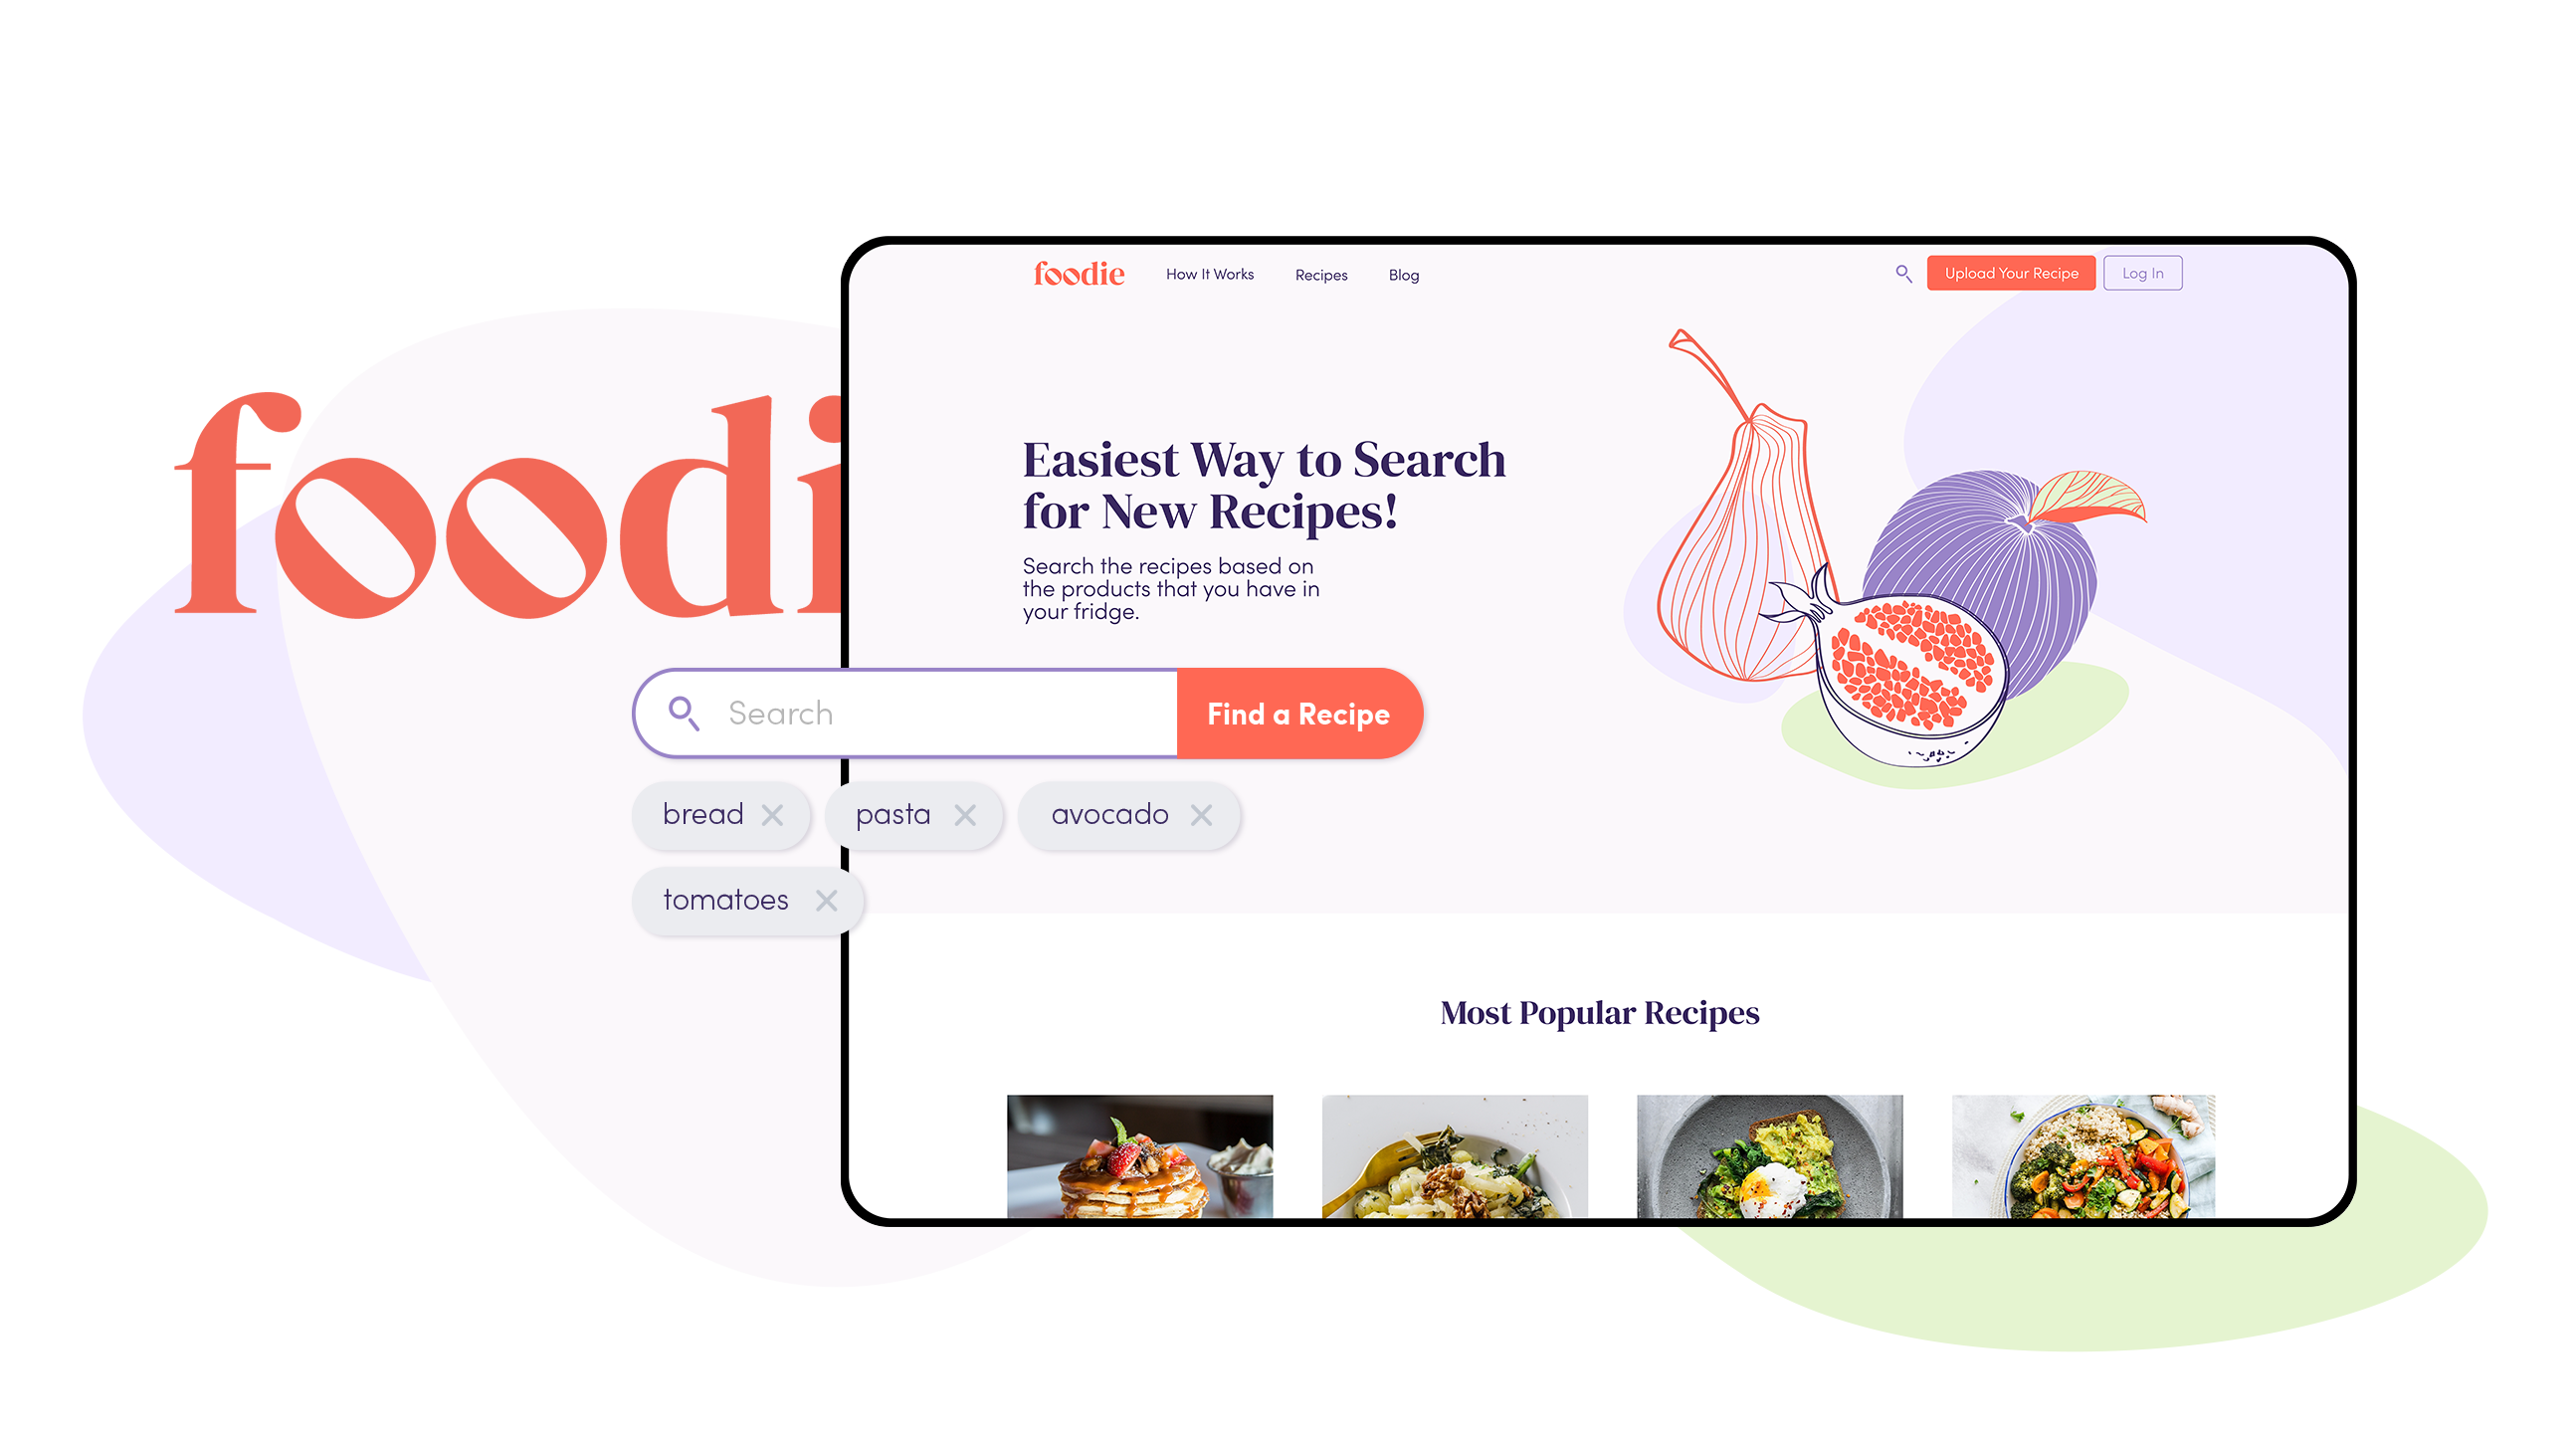 foodie
How It Works
Recipes
Blog
Upload Your Recipe
Log In
foodi
Easiest Way to Search
for New Recipes!
Search the recipes based on
the products that you have in
your fridge.
Search
Find a Recipe
bread
pasta
avocado
tomatoes
Most Popular Recipes